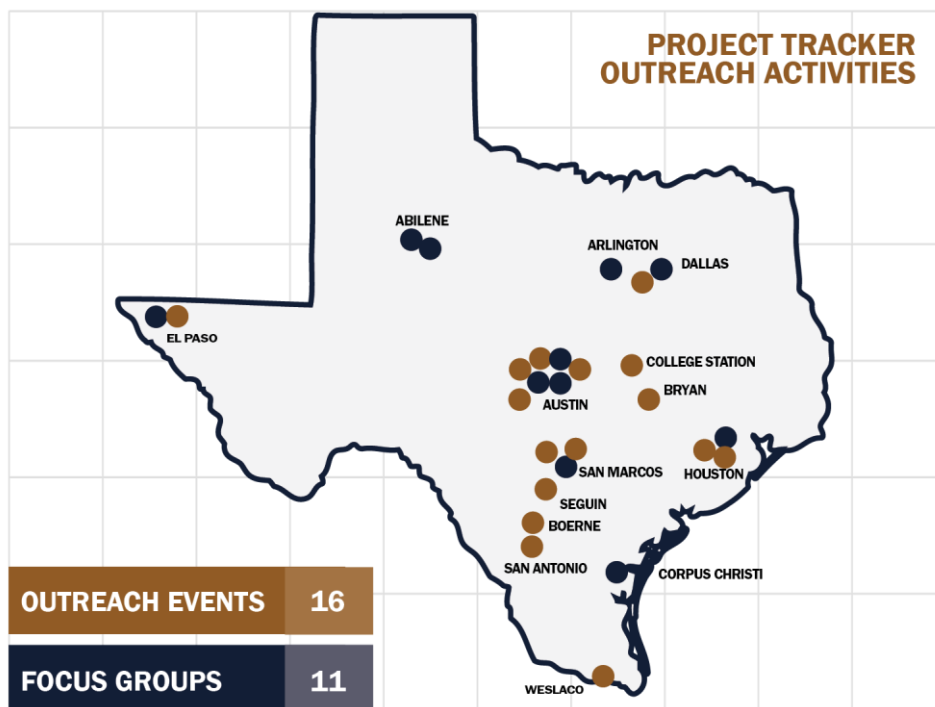 PROJECT TRACKER
OUTREACH ACTIVITIES
ABILENE
ARLINGTON
DALLAS
EL PASO
COLLEGE STATION
BRYAN
AUSTIN
SAN MARCOS
HOUSTON
SEGUIN
BOERNE
SAN ANTONIO
CORPUS CHRISTI
OUTREACH EVENTS 16
FOCUS GROUPS 11
WESLACO